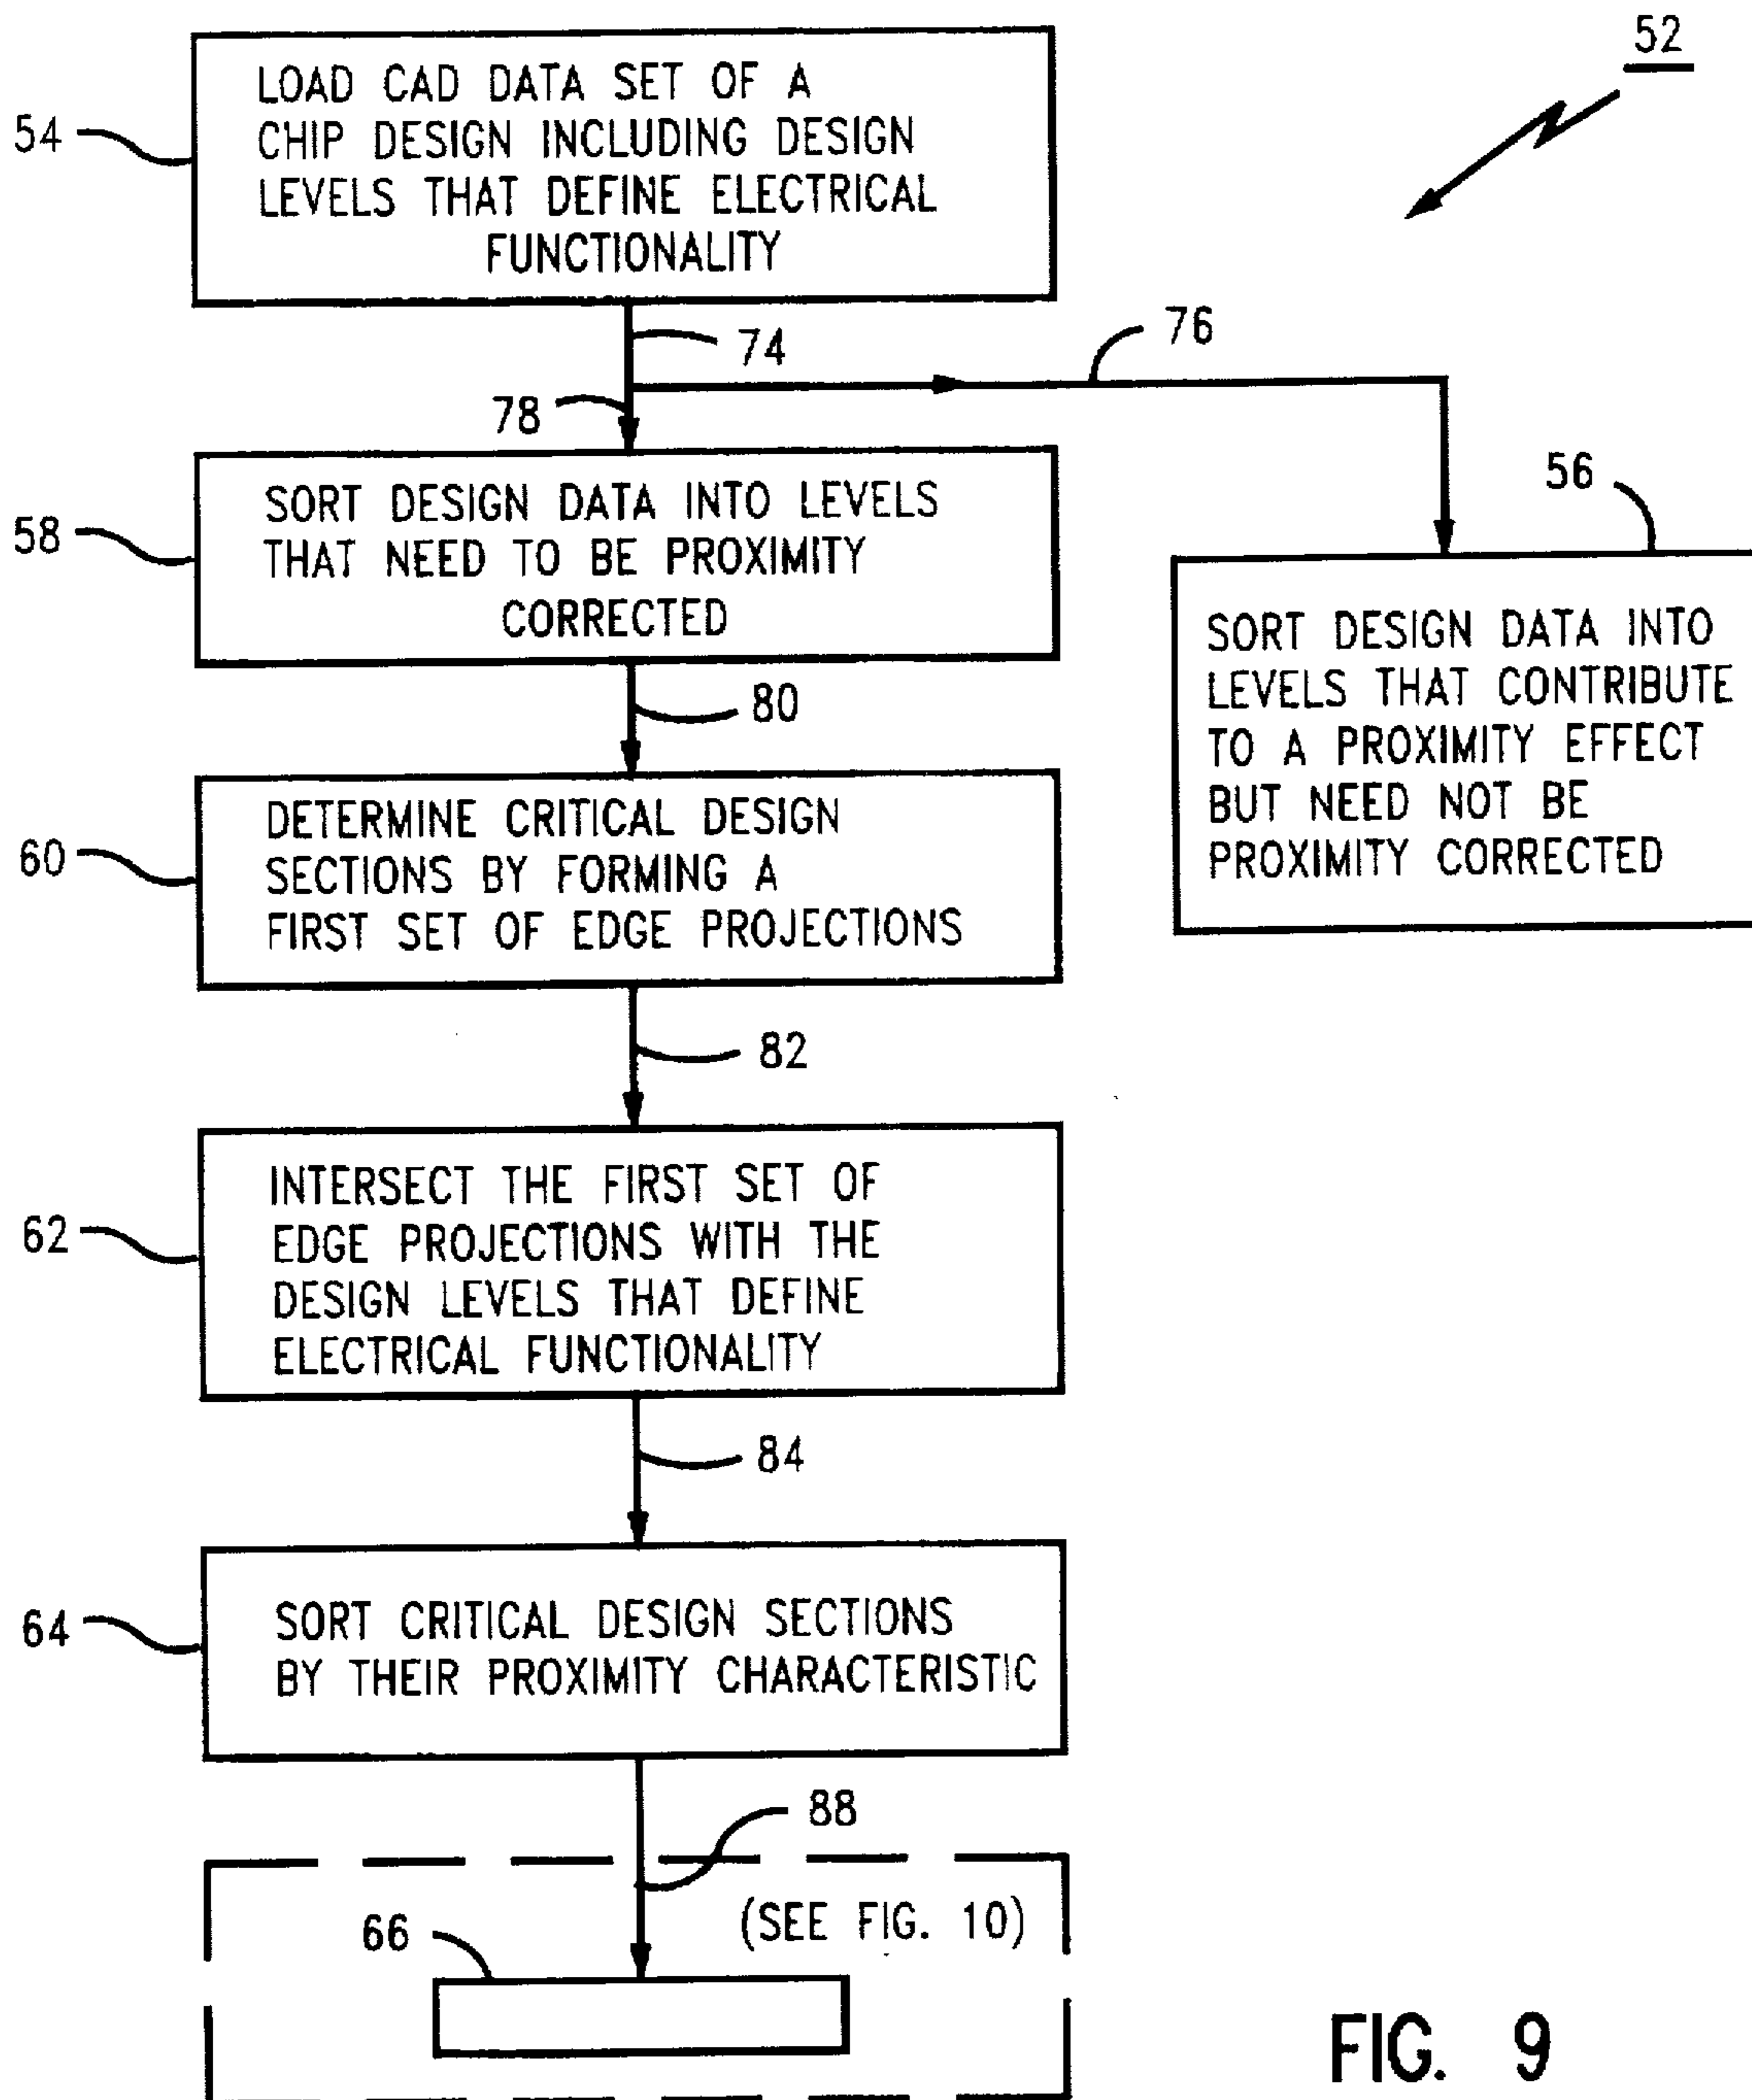 52
54
LOAD CAD DATA SET OF A
CHIP DESIGN INCLUDING DESIGN
LEVELS THAT DEFINE ELECTRICAL
FUNCTIONALITY
74
76
78
58
SORT DESIGN DATA INTO LEVELS
THAT NEED TO BE PROXIMITY
CORRECTED
56
SORT DESIGN DATA INTO
LEVELS THAT CONTRIBUTE
TO A PROXIMITY EFFECT
BUT NEED NOT BE
PROXIMITY CORRECTED
80
60
DETERMINE CRITICAL DESIGN
SECTIONS BY FORMING A
FIRST SET OF EDGE PROJECTIONS
82
62
INTERSECT THE FIRST SET OF
EDGE PROJECTIONS WITH THE
DESIGN LEVELS THAT DEFINE
ELECTRICAL FUNCTIONALITY
84
64
SORT CRITICAL DESIGN SECTIONS
BY THEIR PROXIMITY CHARACTERISTIC
88
(SEE FIG. 10)
66
FIG. 9